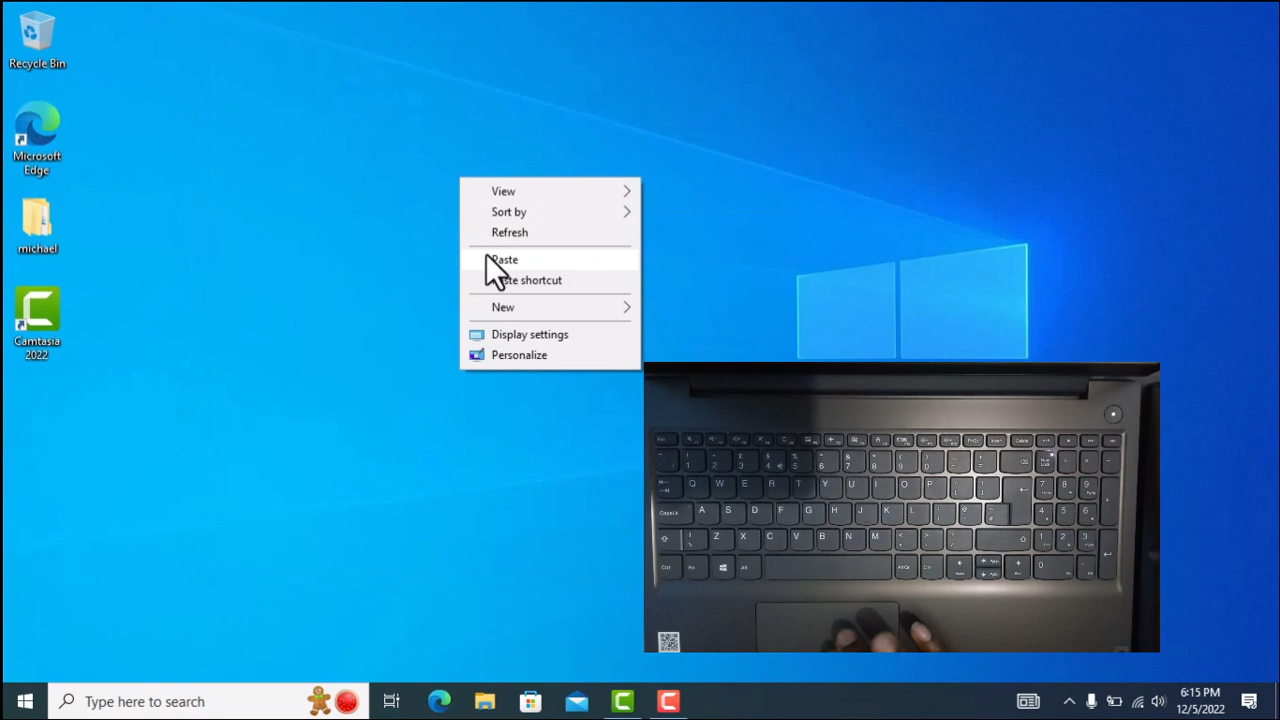 Recycle Bin
Microsoft
Edge
michael
Camtasia
2022
View
Sort by
Refresh
Paste
shortcut
New
Display settings
Personalize
Q W E R T Y U I O P
A S D F G H J K L
Z X C V B N M
Type here to search
6:15 PM
12/5/2022